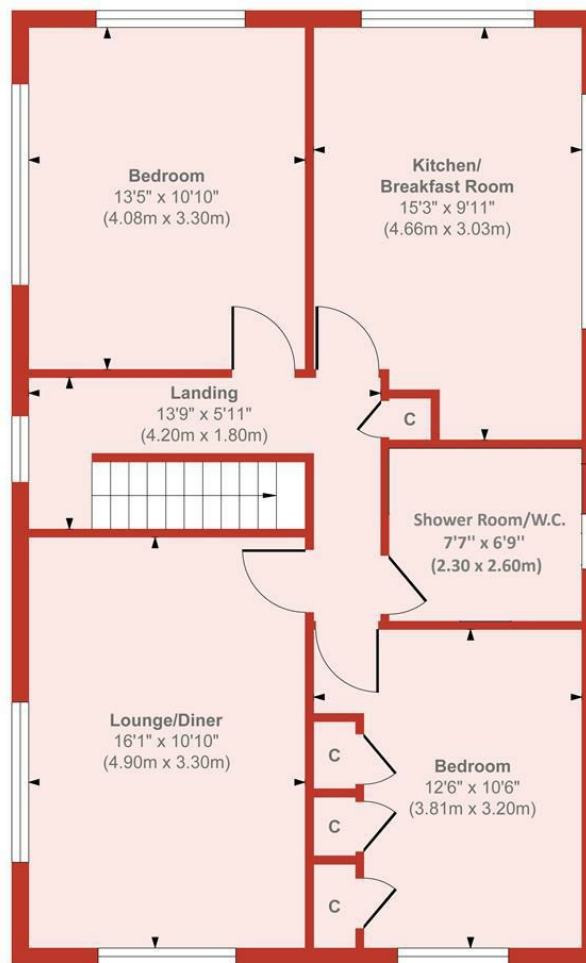 Bedroom
13'5" x 10'10"
(4.08m x 3.30m)
Kitchen/
Breakfast Room
15'3" x 9'11"
(4.66m x 3.03m)
Landing
13'9" x 5'11"
(4.20m x 1.80m)
C
Shower Room/W.C.
7'7'' x 6'9''
(2.30 x 2.60m)
Lounge/Diner
16'1" x 10'10"
(4.90m x 3.30m)
C
C
C
Bedroom
12'6" x 10'6"
(3.81m x 3.20m)